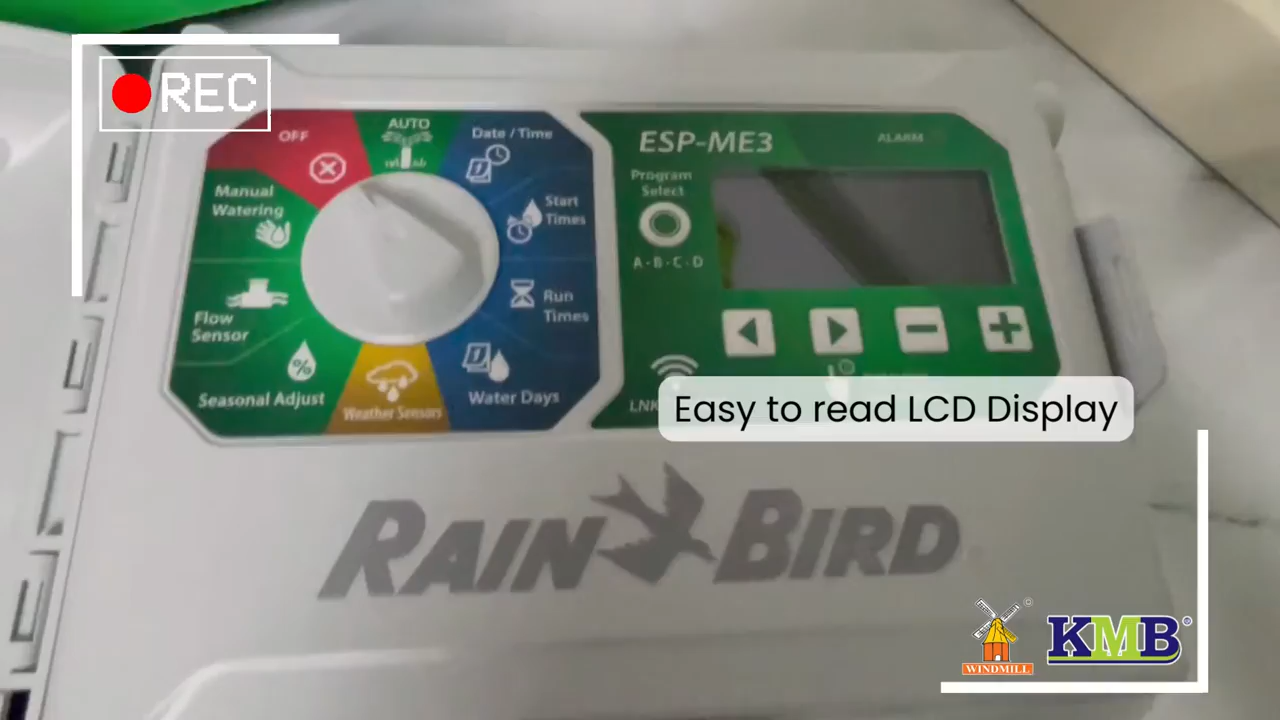 REC
OFF
AUTO
Date / Time
Manual
Watering
Start
Times
Flow
Sensor
Run
Times
Seasonal Adjust
Weather Sensors
Water Days
ESP-ME3
ALARM
Program
Select
A·B·C·D
LNK
Easy to read LCD Display
RAIN BIRD
WINDMILL
KMB